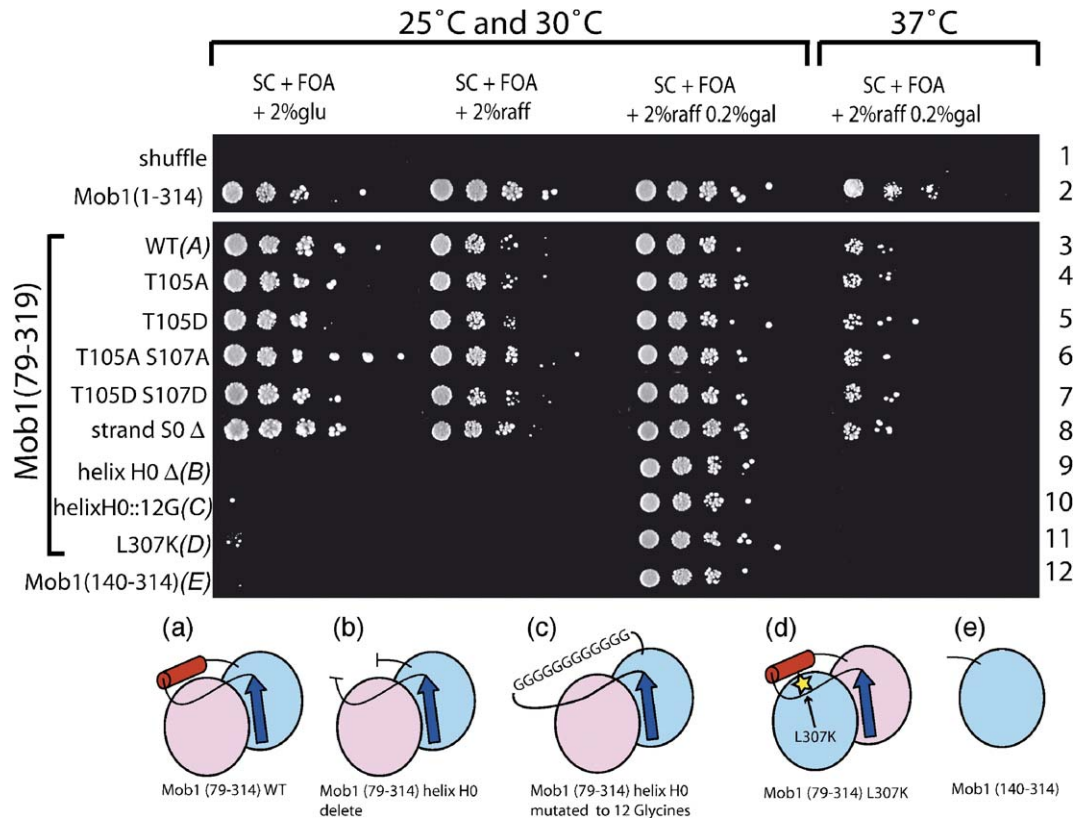 25˚C and 30˚C
37˚C
SC + FOA
+ 2%glu
SC + FOA
+ 2%raff
SC + FOA
+ 2%raff 0.2%gal
SC + FOA
+ 2%raff 0.2%gal
shuffle 1
Mob1(1-314) 2
Mob1(79-319)
WT(A) 3
T105A 4
T105D 5
T105A S107A 6
T105D S107D 7
strand S0 Δ 8
helix H0 Δ(B) 9
helixH0::12G(C) 10
L307K(D) 11
Mob1(140-314)(E) 12
(a)
(b)
(c)
(d)
(e)
GGGGGGGGGGGG
L307K
Mob1 (79-314) WT
Mob1 (79-314) helix H0
delete
Mob1 (79-314) helix H0
mutated to 12 Glycines
Mob1 (79-314) L307K
Mob1 (140-314)